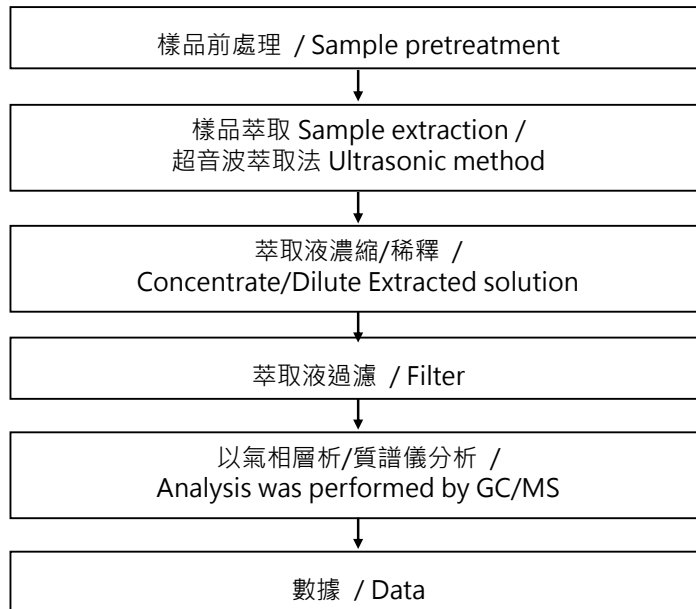 樣品前處理 / Sample pretreatment
樣品萃取 Sample extraction /
超音波萃取法 Ultrasonic method
萃取液濃縮/稀釋 /
Concentrate/Dilute Extracted solution
萃取液過濾 / Filter
以氣相層析/質譜儀分析 /
Analysis was performed by GC/MS
數據 / Data